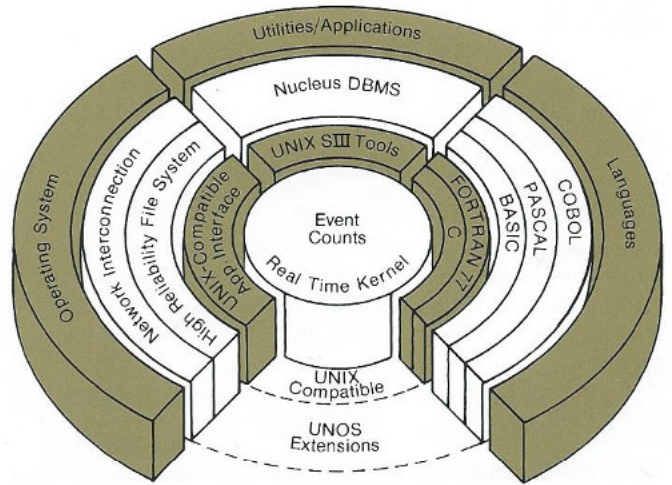 Utilities/Applications
Nucleus DBMS
UNIX SIII Tools
Operating System
Network Interconnection
High Reliability File System
UNIX-Compatible
App. Interface
Event
Counts
Real Time Kernel
C
FORTRAN 77
BASIC
PASCAL
COBOL
Languages
UNIX
Compatible
UNOS
Extensions